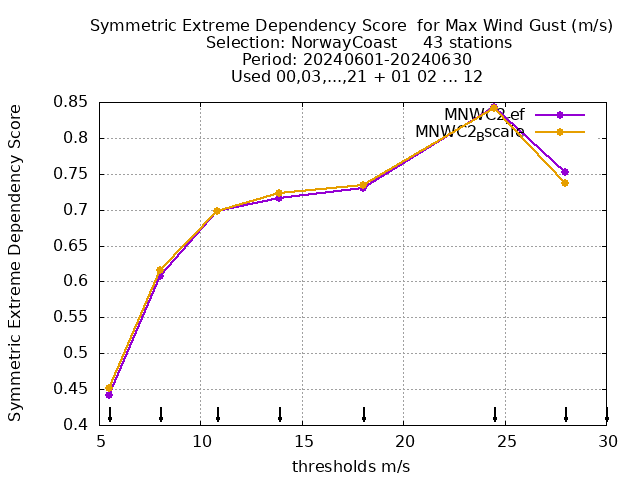 Symmetric Extreme Dependency Score for Max Wind Gust (m/s)
Selection: NorwayCoast 43 stations
Period: 20240601-20240630
Used 00,03,...,21 + 01 02 ... 12
Symmetric Extreme Dependency Score
0.85
0.8
0.75
0.7
0.65
0.6
0.55
0.5
0.45
0.4
5
10
15
20
25
30
thresholds m/s